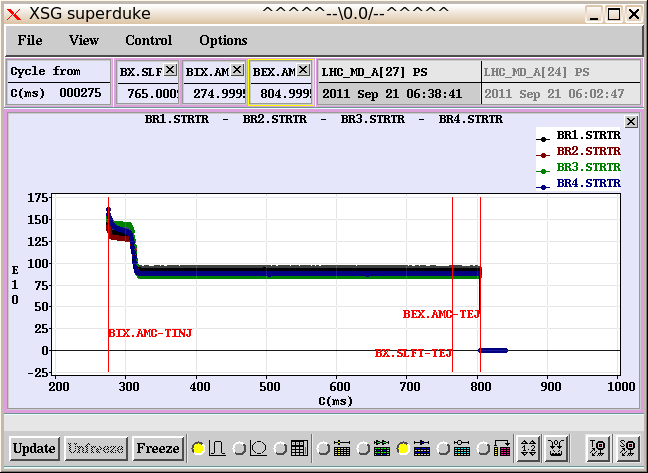 XSG superduke ^^^^^--\0.0/--^^^^^
File View Control Options
Cycle from
C(ms) 000275
BX.SLF
765.000
BIX.AM
274.999
BEX.AM
804.999
LHC_MD_A[27] PS
2011 Sep 21 06:38:41
LHC_MD_A[24] PS
2011 Sep 21 06:02:47
BR1.STRTR - BR2.STRTR - BR3.STRTR - BR4.STRTR
BR1.STRTR
BR2.STRTR
BR3.STRTR
BR4.STRTR
175
150
125
100
75
50
25
0
-25
E10
BEX.AMC-TEJ
BIX.AMC-TINJ
BX.SLFT-TEJ
200 300 400 500 600 700 800 900 1000
C(ms)
Update Unfreeze Freeze